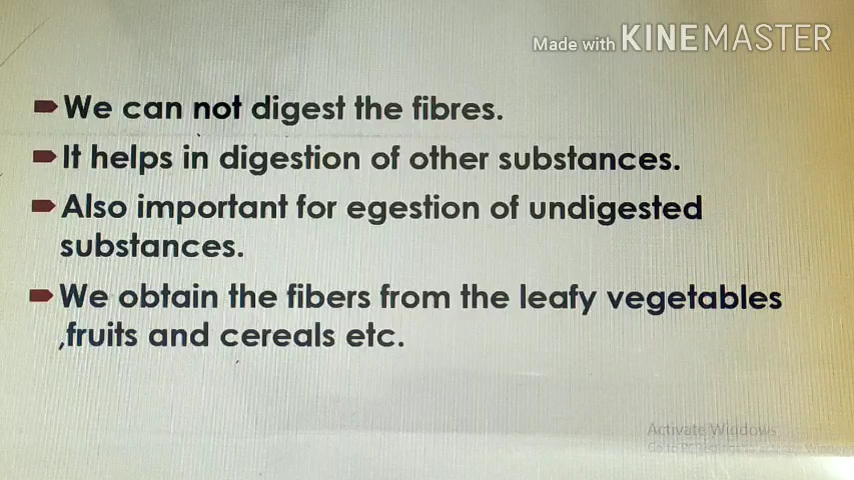 Made with KINEMASTER
We can not digest the fibres.
It helps in digestion of other substances.
Also important for egestion of undigested
substances.
We obtain the fibers from the leafy vegetables
,fruits and cereals etc.
Activate Windows